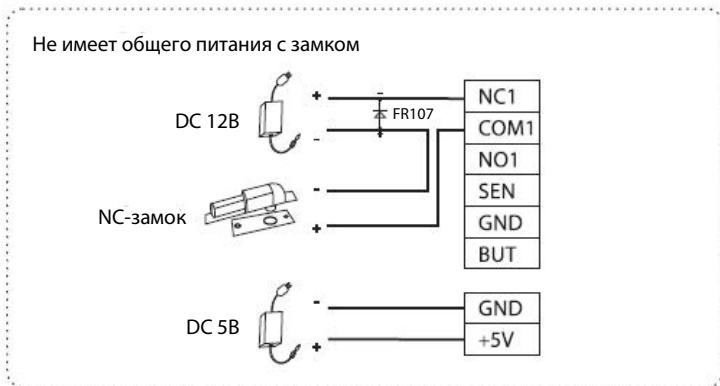 Не имеет общего питания с замком
DC 12В
+
-
-
FR107
+
NC-замок
-
+
NC1
COM1
NO1
SEN
GND
BUT
DC 5В
-
+
GND
+5V